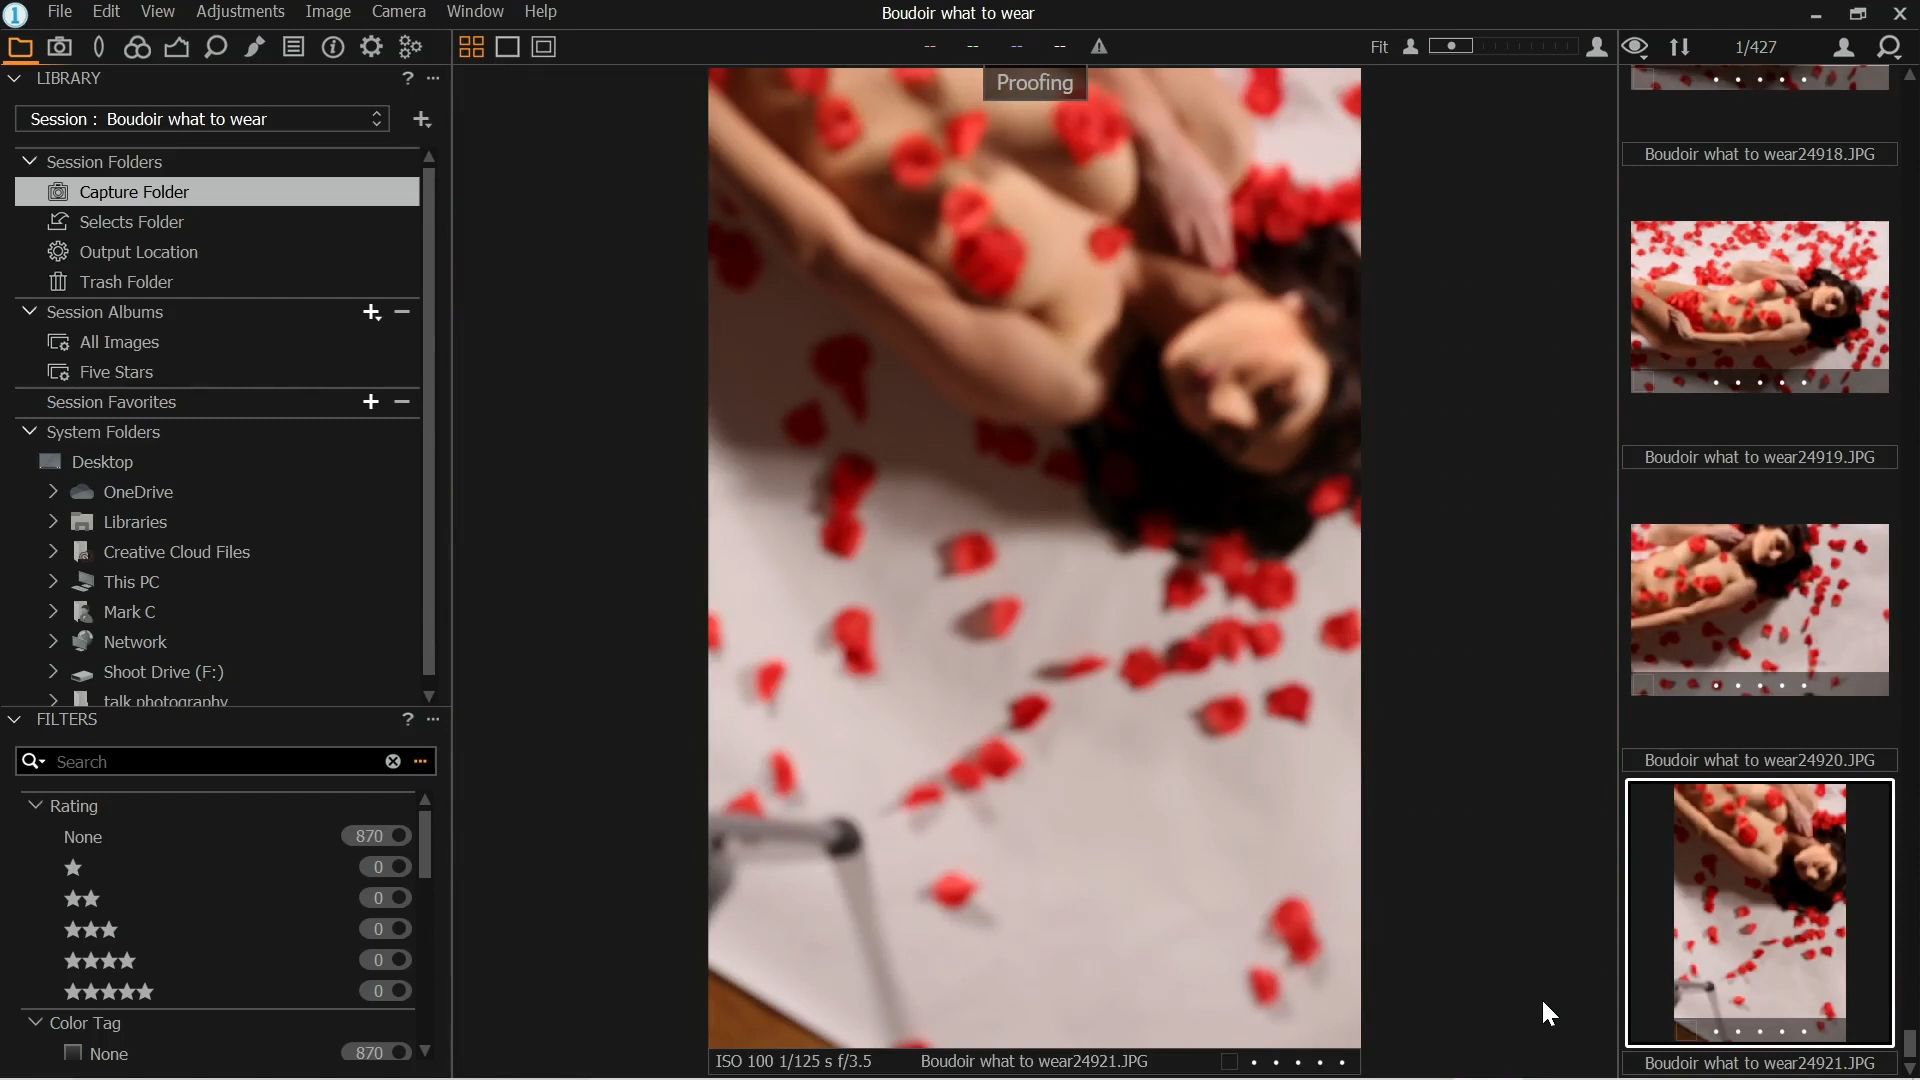 File Edit View Adjustments Image Camera Window Help
Boudoir what to wear
-- -- -- --
Fit
1/427
LIBRARY ? ...
Session : Boudoir what to wear
Session Folders
Capture Folder
Selects Folder
Output Location
Trash Folder
Session Albums
All Images
Five Stars
Session Favorites
System Folders
Desktop
OneDrive
Libraries
Creative Cloud Files
This PC
Mark C
Network
Shoot Drive (F:)
talk photography
FILTERS ? ...
Search
Rating
None 870
0
0
0
0
0
Color Tag
None 870
Proofing
ISO 100 1/125 s f/3.5 Boudoir what to wear24921.JPG
Boudoir what to wear24918.JPG
Boudoir what to wear24919.JPG
Boudoir what to wear24920.JPG
Boudoir what to wear24921.JPG